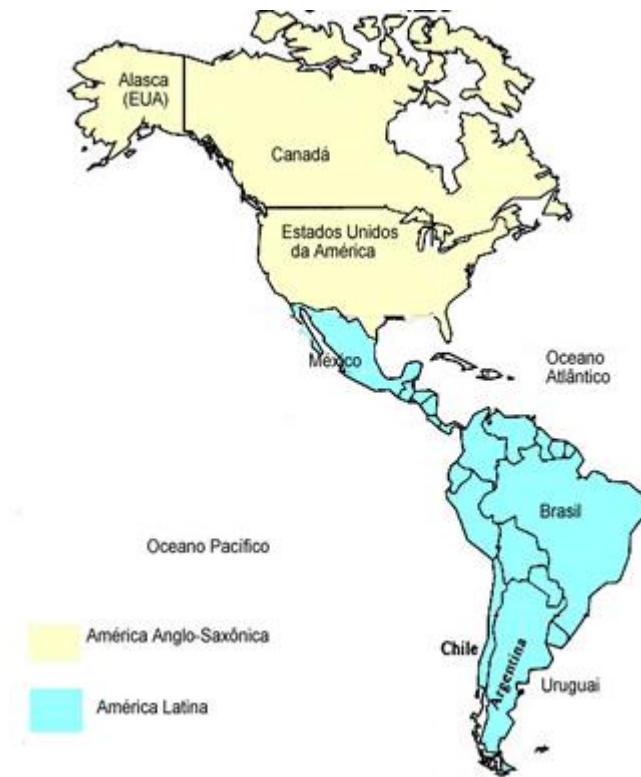 Alasca
(EUA)
Canadá
Estados Unidos
da América
México
Oceano
Atlântico
Brasil
Oceano Pacífico
América Anglo-Saxônica
Chile
Argentina
Uruguai
América Latina